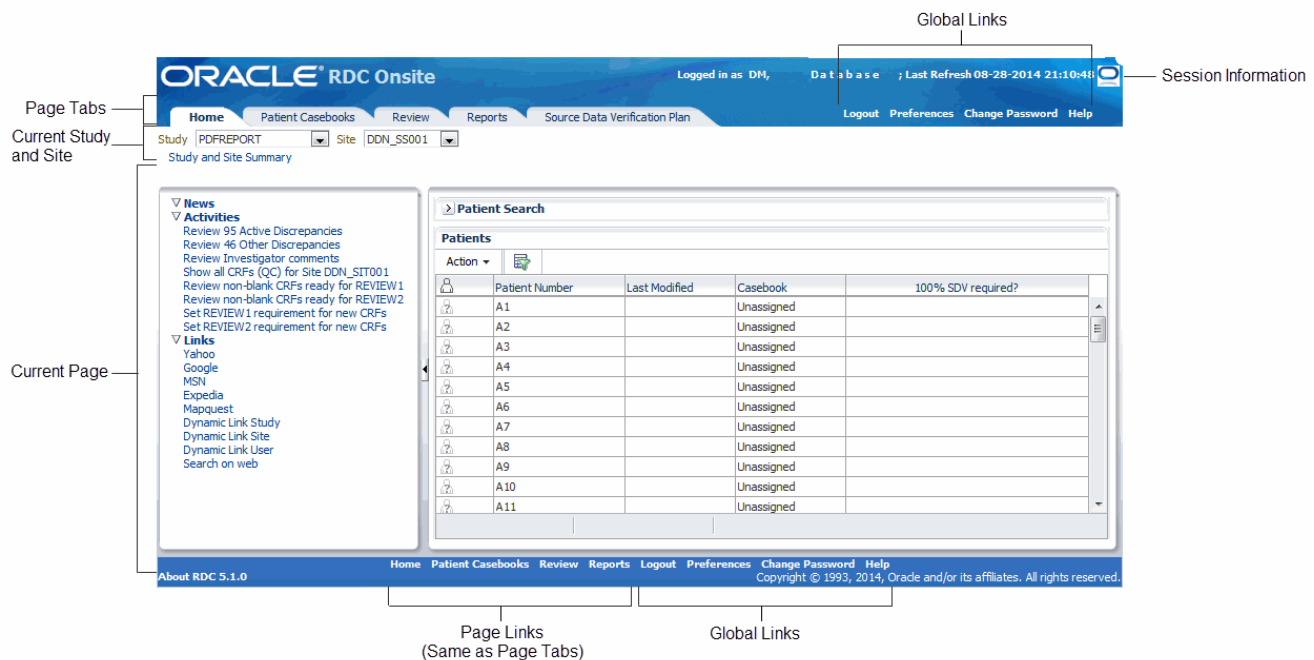 Global Links
ORACLE® RDC Onsite
Logged in as DM, Database ; Last Refresh 08-28-2014 21:10:48
Session Information
Page Tabs
Home Patient Casebooks Review Reports Source Data Verification Plan
Logout Preferences Change Password Help
Current Study
and Site
Study PDFREPORT Site DDN_SS001
Study and Site Summary
News
Activities
Review 95 Active Discrepancies
Review 46 Other Discrepancies
Review Investigator comments
Show all CRFs (QC) for Site DDN_SIT001
Review non-blank CRFs ready for REVIEW1
Review non-blank CRFs ready for REVIEW2
Set REVIEW1 requirement for new CRFs
Set REVIEW2 requirement for new CRFs
Links
Yahoo
Google
MSN
Expedia
Mapquest
Dynamic Link Study
Dynamic Link Site
Dynamic Link User
Search on web
Current Page
Patient Search
Patients
Action
Patient Number Last Modified Casebook 100% SDV required?
? A1 Unassigned
? A2 Unassigned
? A3 Unassigned
? A4 Unassigned
? A5 Unassigned
? A6 Unassigned
? A7 Unassigned
? A8 Unassigned
? A9 Unassigned
? A10 Unassigned
? A11 Unassigned
Home Patient Casebooks Review Reports Logout Preferences Change Password Help
About RDC 5.1.0
Copyright © 1993, 2014, Oracle and/or its affiliates. All rights reserved.
Page Links
(Same as Page Tabs)
Global Links